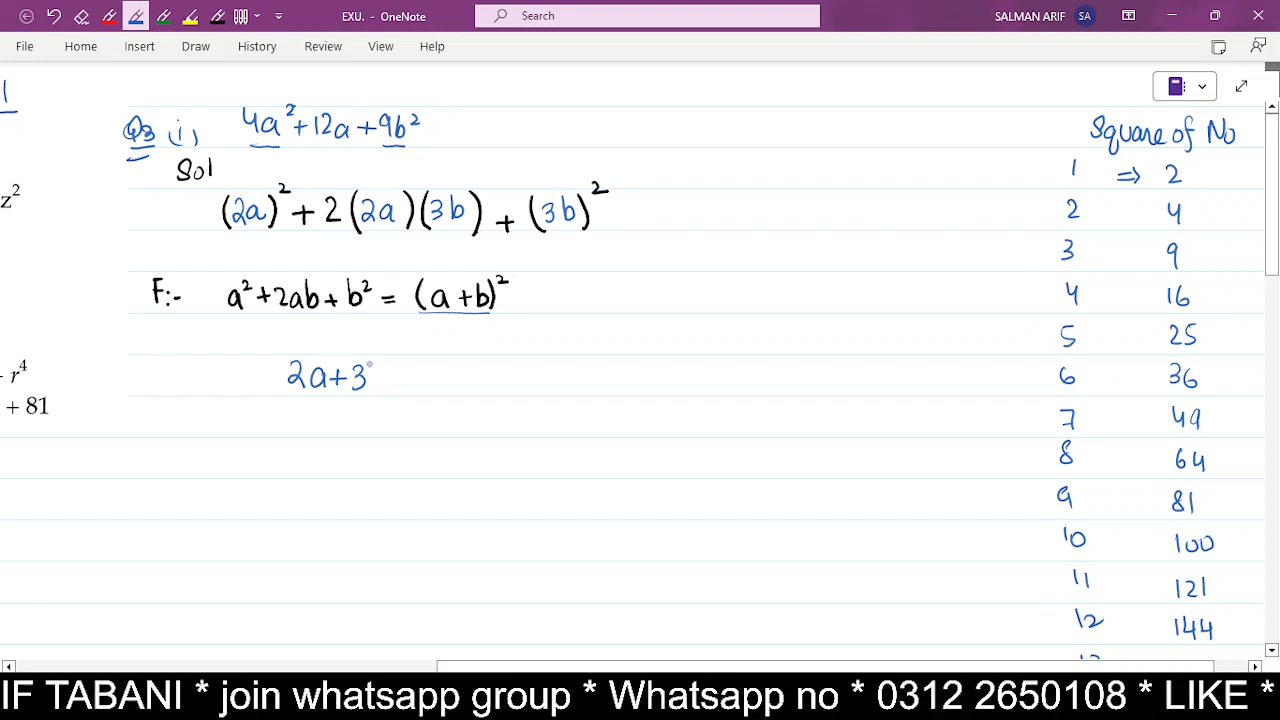 EXU. - OneNote
Search
SALMAN ARIF SA
File Home Insert Draw History Review View Help
1
z²
- r⁴
+ 81
Q3 (i) 4a²+12a+9b²
Sol
(2a)²+2(2a)(3b)+(3b)²
F:- a²+2ab+b²=(a+b)²
2a+3
Square of No
1 ⇒ 2
2 4
3 9
4 16
5 25
6 36
7 49
8 64
9 81
10 100
11 121
12 144
IF TABANI * join whatsapp group * Whatsapp no * 0312 2650108 * LIKE *